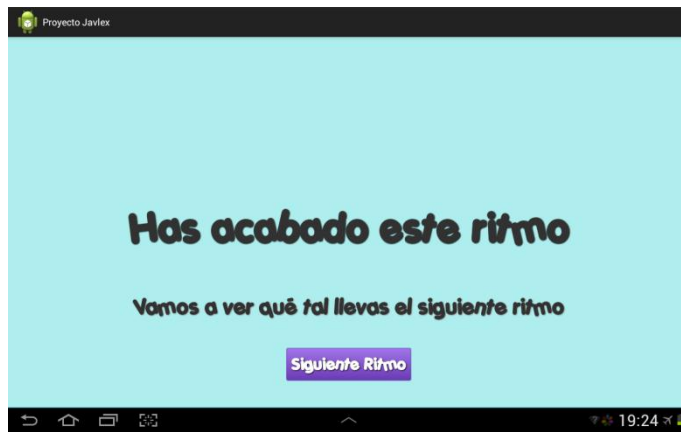 Proyecto Javlex
Has acabado este ritmo
Vamos a ver qué tal llevas el siguiente ritmo
Siguiente Ritmo
19:24